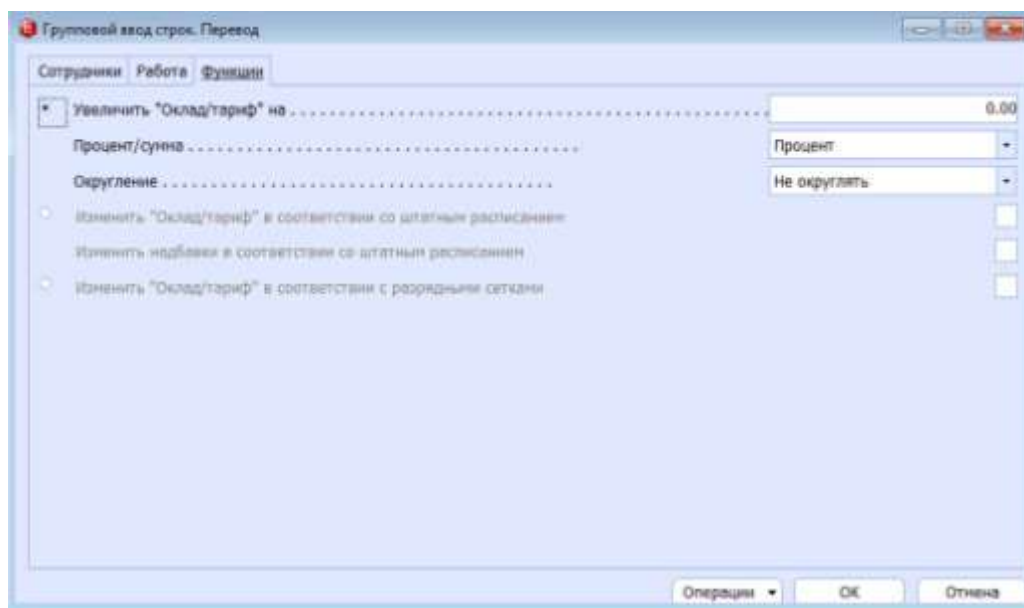 Групповой ввод строк. Перевод
Сотрудники Работа Функции
Увеличить "Оклад/тариф" на 0.00
Процент/сумма Процент
Округление Не округлять
Изменить "Оклад/тариф" в соответствии со штатным расписанием
Изменить надбавки в соответствии со штатным расписанием
Изменить "Оклад/тариф" в соответствии с разрядными сетками
Операции ОК Отмена